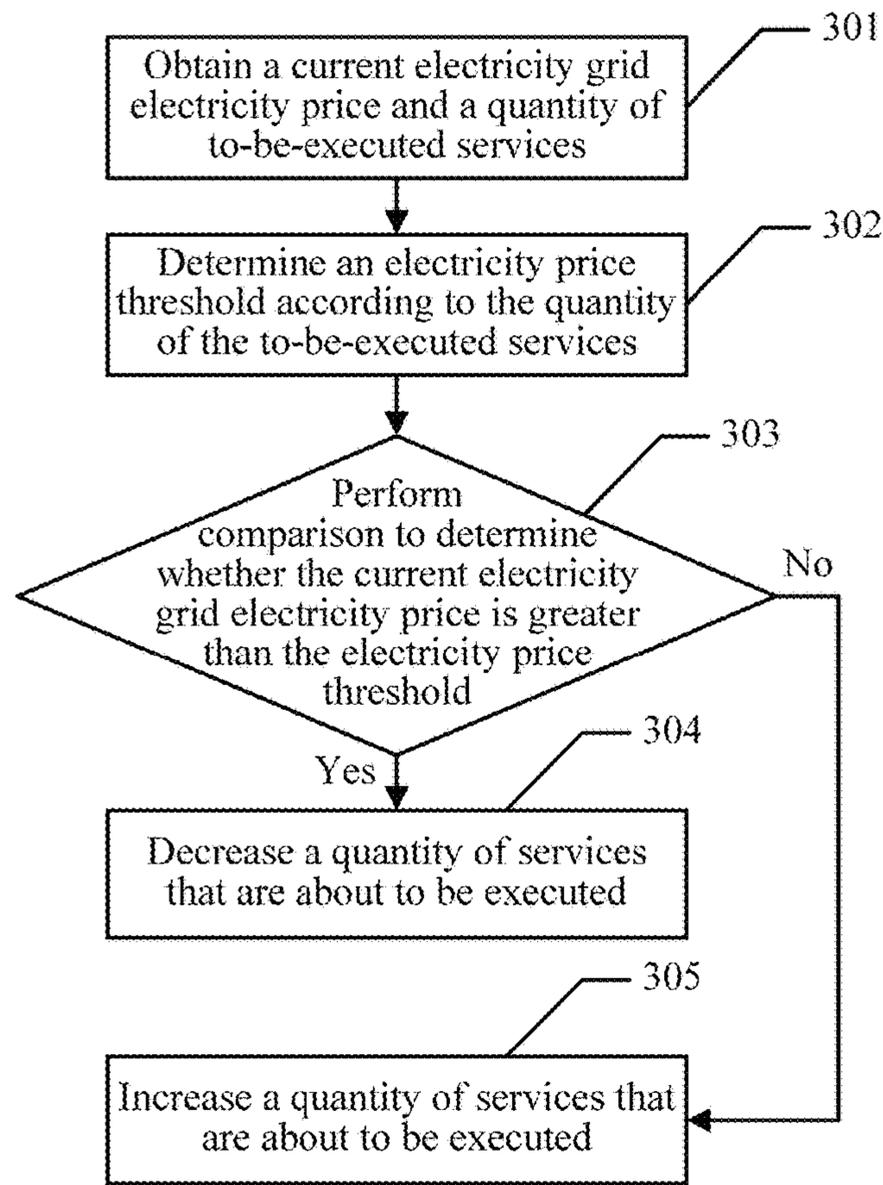 301
Obtain a current electricity grid
electricity price and a quantity of
to-be-executed services
302
Determine an electricity price
threshold according to the quantity
of the to-be-executed services
303
Perform
comparison to determine
whether the current electricity
grid electricity price is greater
than the electricity price
threshold
No
Yes
304
Decrease a quantity of services
that are about to be executed
305
Increase a quantity of services that
are about to be executed